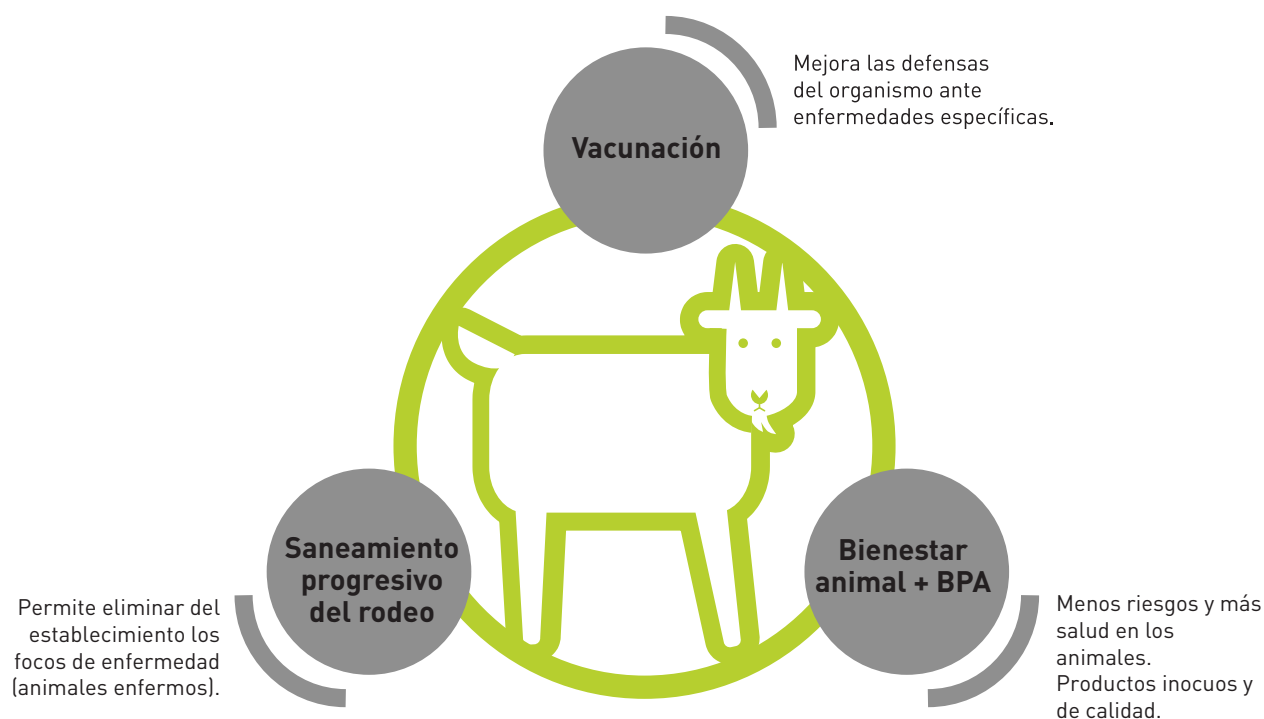 Mejora las defensas
del organismo ante
enfermedades específicas.
Vacunación
Saneamiento
progresivo
del rodeo
Permite eliminar del
establecimiento los
focos de enfermedad
(animales enfermos).
Bienestar
animal + BPA
Menos riesgos y más
salud en los
animales.
Productos inocuos y
de calidad.